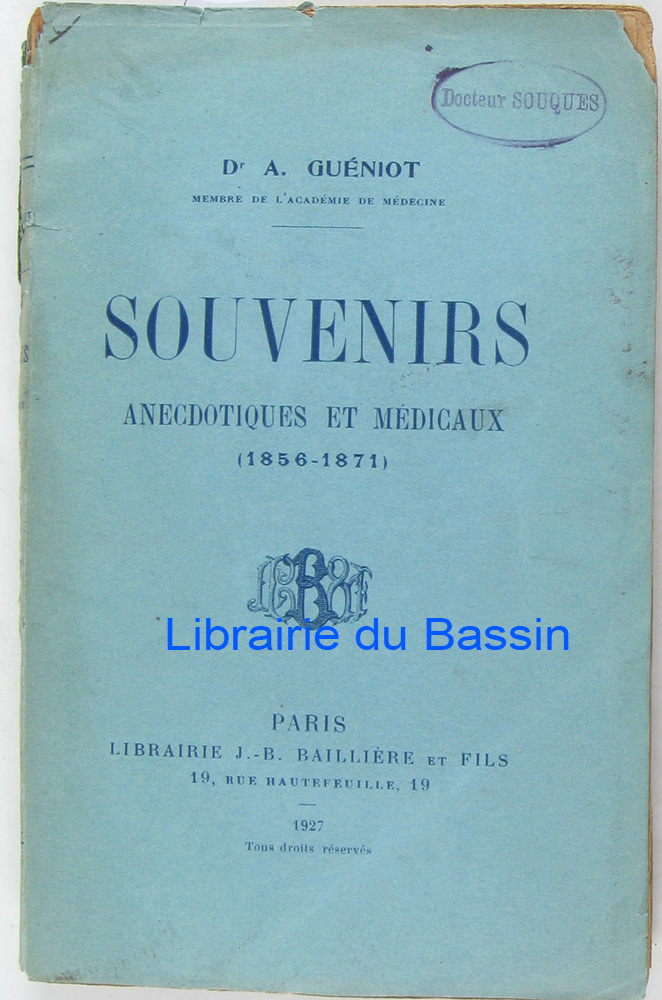 Docteur SOUQUES
Dr A. GUÉNIOT
MEMBRE DE L'ACADÉMIE DE MÉDECINE
SOUVENIRS
ANECDOTIQUES ET MÉDICAUX
(1856-1871)
Librairie du Bassin
PARIS
LIBRAIRIE J.-B. BAILLIÈRE ET FILS
19, RUE HAUTEFEUILLE, 19
1927
Tous droits réservés